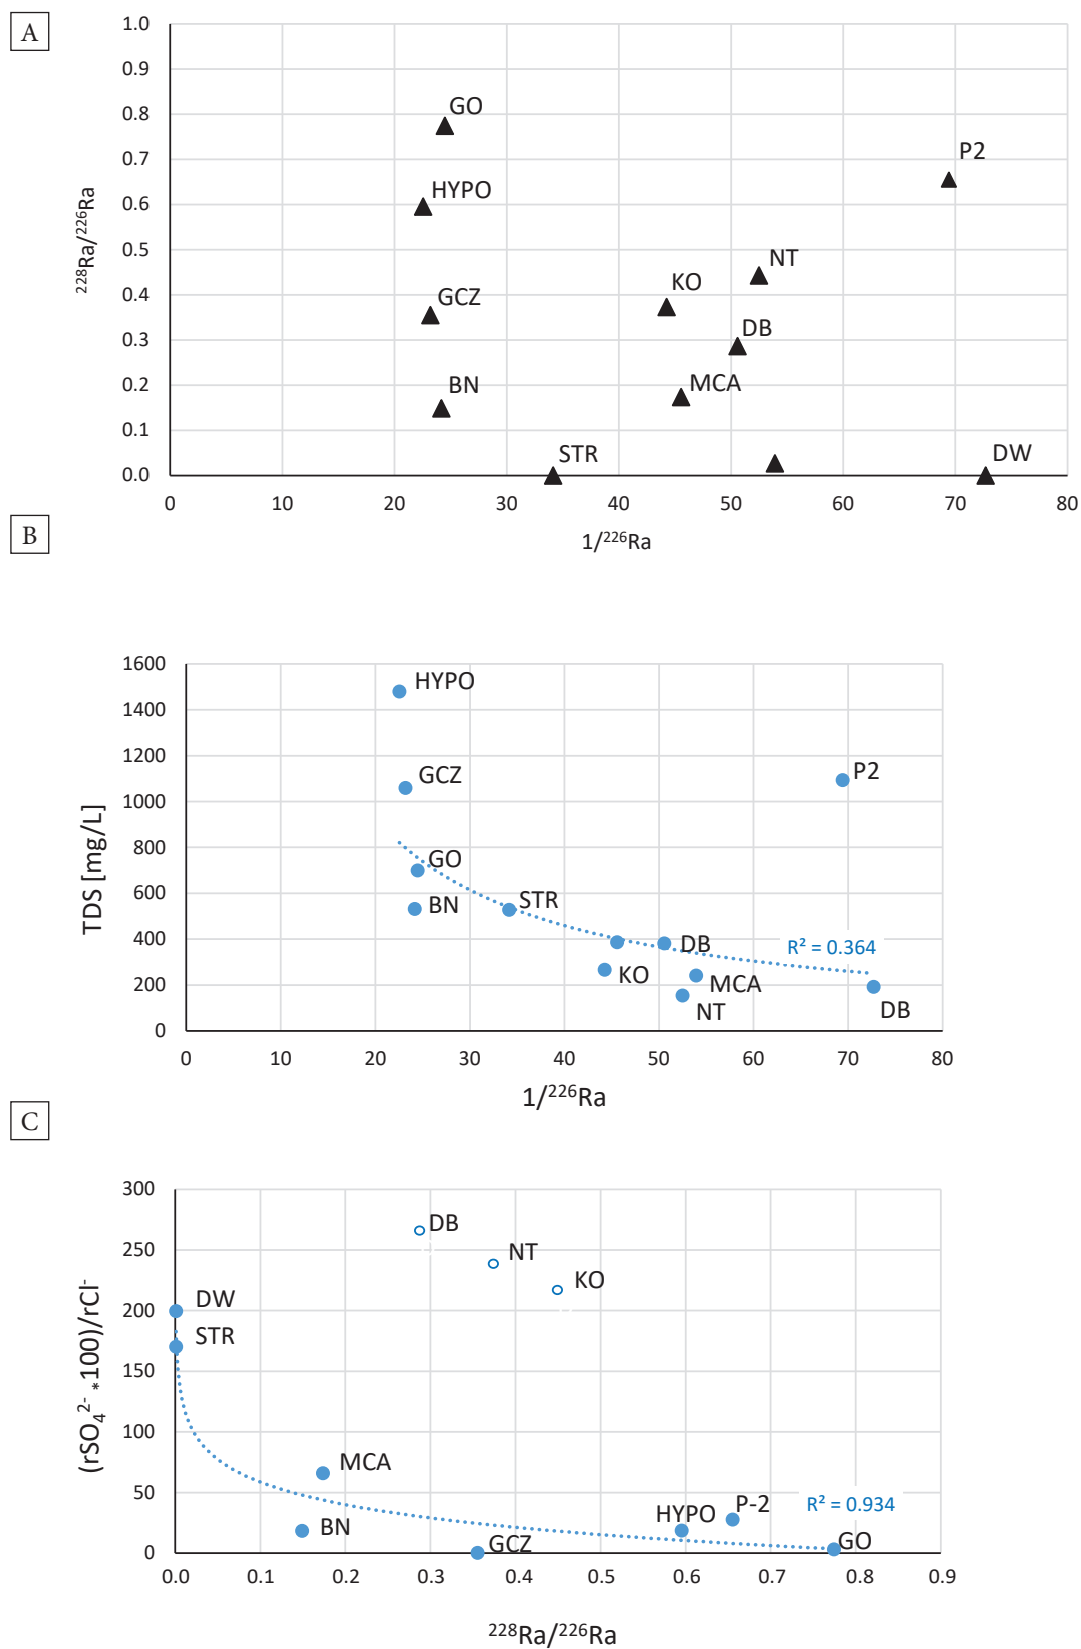 A
1.0
0.9
0.8
0.7
0.6
0.5
0.4
0.3
0.2
0.1
0.0
²²⁸Ra/²²⁶Ra
GO
HYPO
GCZ
BN
STR
KO
MCA
DB
NT
P2
DW
0 10 20 30 40 50 60 70 80
1/²²⁶Ra
B
1600
1400
1200
1000
800
600
400
200
0
TDS [mg/L]
HYPO
GCZ
GO
BN
STR
KO
DB
MCA
NT
P2
DB
R² = 0.364
0 10 20 30 40 50 60 70 80
1/²²⁶Ra
C
300
250
200
150
100
50
0
(rSO₄²⁻*100)/rCl⁻
DB
NT
KO
DW
STR
MCA
BN
GCZ
HYPO
P-2
GO
R² = 0.934
0.0 0.1 0.2 0.3 0.4 0.5 0.6 0.7 0.8 0.9
²²⁸Ra/²²⁶Ra